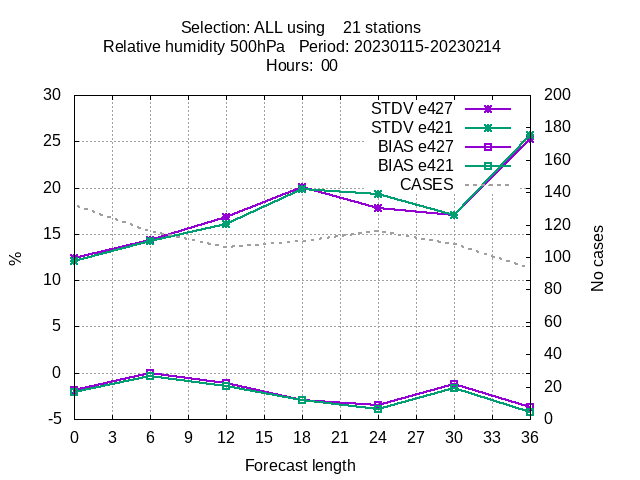 Selection: ALL using 21 stations
Relative humidity 500hPa Period: 20230115-20230214
Hours: 00
30 200
25 180
20 160
15 140
10 120
5 100
0 80
-5 60
40
20
0
STDV e427
STDV e421
BIAS e427
BIAS e421
CASES
%
No cases
0 3 6 9 12 15 18 21 24 27 30 33 36
Forecast length